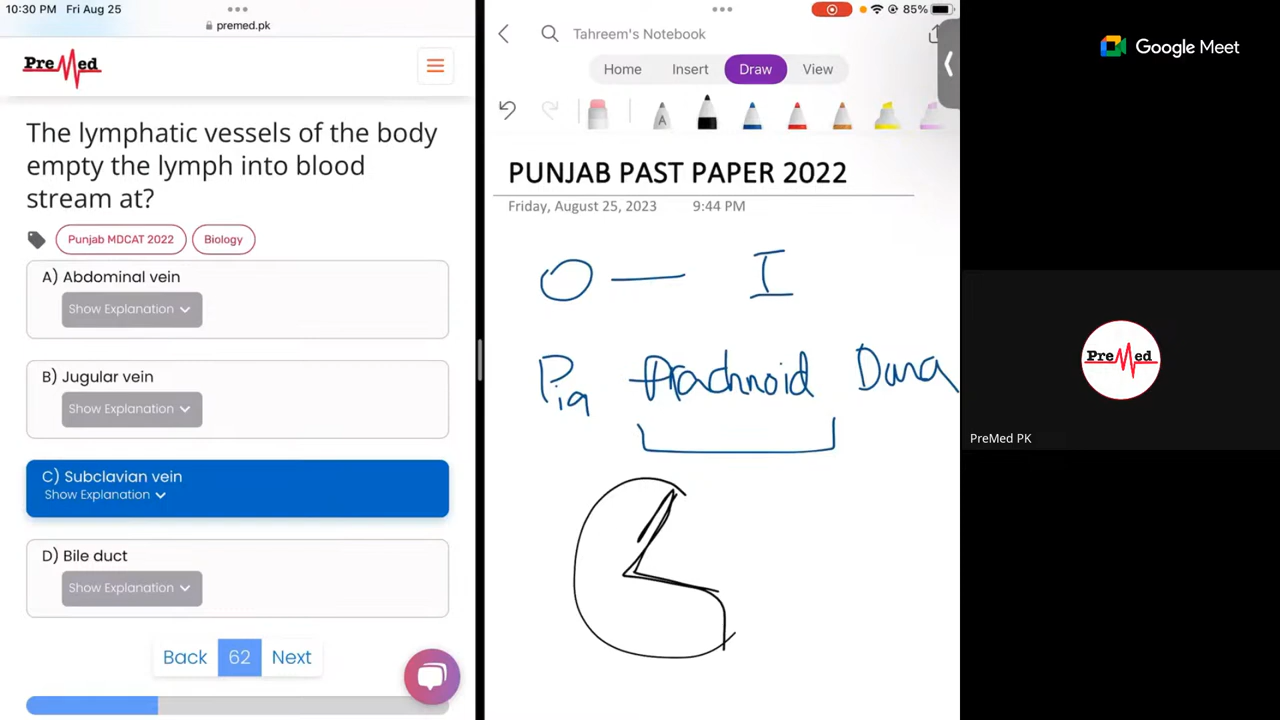 10:30 PM Fri Aug 25
premed.pk
PreMed
The lymphatic vessels of the body
empty the lymph into blood
stream at?
Punjab MDCAT 2022
Biology
A) Abdominal vein
Show Explanation
B) Jugular vein
Show Explanation
C) Subclavian vein
Show Explanation
D) Bile duct
Show Explanation
Back 62 Next
85%
Tahreem's Notebook
Home Insert Draw View
A
PUNJAB PAST PAPER 2022
Friday, August 25, 2023 9:44 PM
O — I
Pia Arachnoid Dura
Google Meet
PreMed
PreMed PK